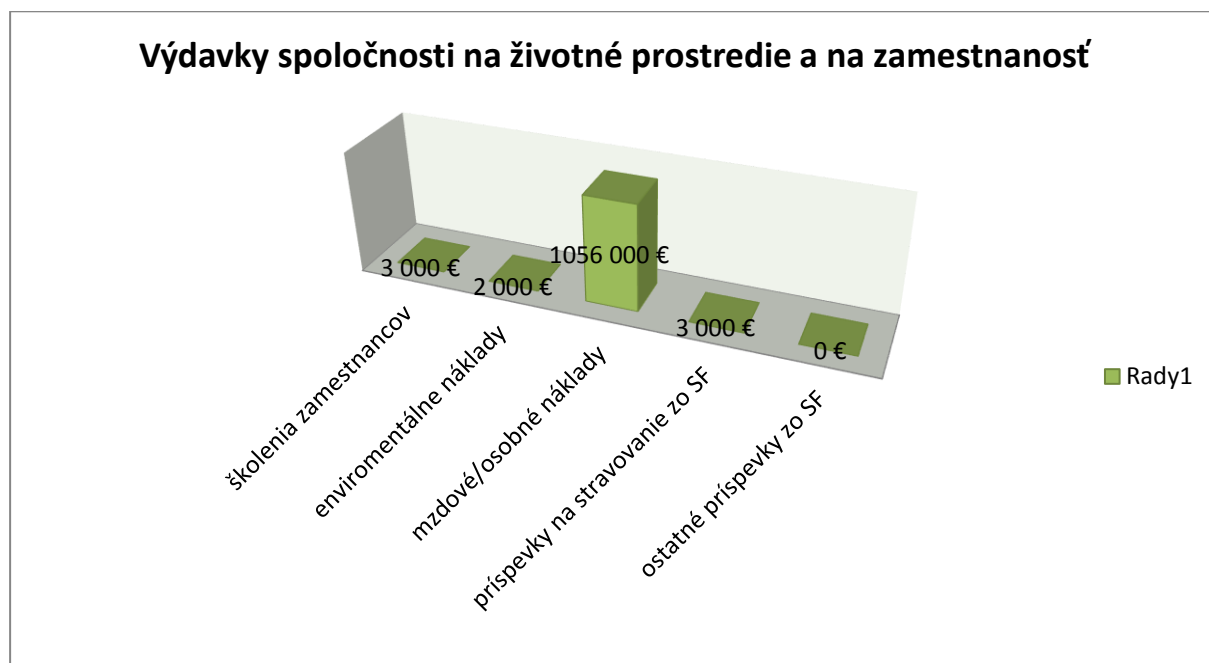 Výdavky spoločnosti na životné prostredie a na zamestnanosť
3 000 €
2 000 €
1056 000 €
3 000 €
0 €
školenia zamestnancov
enviromentálne náklady
mzdové/osobné náklady
príspevky na stravovanie zo SF
ostatné príspevky zo SF
Rady1